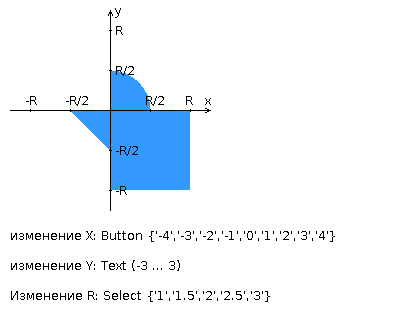 y
R
R/2
-R
-R/2
R/2
R
x
-R/2
-R
изменение X: Button {'-4','-3','-2','-1','0','1','2','3','4'}
изменение Y: Text (-3 ... 3)
Изменение R: Select {'1','1.5','2','2.5','3'}